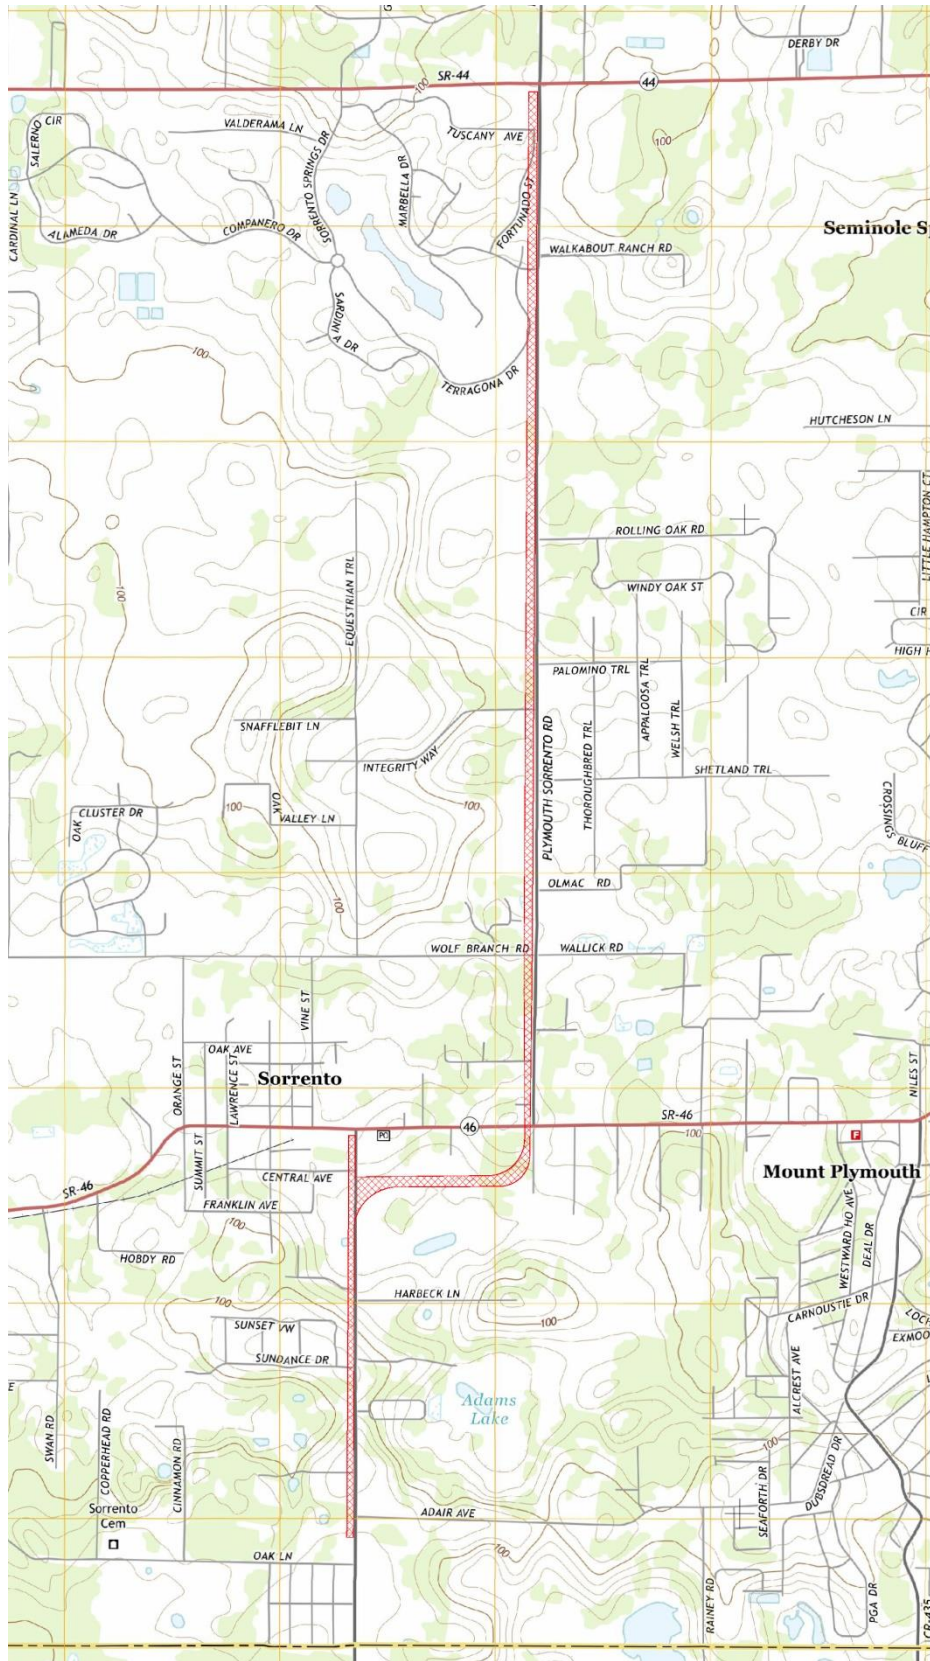 G
DERBY DR
SR-44
44
100
SALERNO CIR
VALDERAMA LN
TUSCANY AVE
100
SORRENTO SPRINGS DR
MARBELLA DR
FORTUNADO ST
CARDINAL LN
ALAMEDA DR
COMPANERO DR
Seminole Sp
WALKABOUT RANCH RD
SARDINIA DR
100
TERRAGONA DR
HUTCHESON LN
LITTLE HAMPTON CT
ROLLING OAK RD
EQUESTRIAN TRL
100
WINDY OAK ST
CIR
HIGH H
PALOMINO TRL
APPALOOSA TRL
WELSH TRL
SNAFFLEBIT LN
PLYMOUTH SORRENTO RD
THOROUGHBRED TRL
INTEGRITY WAY
SHETLAND TRL
CROSSINGS BLUFF
OAK CLUSTER DR
100
OAK VALLEY LN
100
OLMAC RD
100
WOLF BRANCH RD
WALLICK RD
VINE ST
OAK AVE
ORANGE ST
LAWRENCE ST
Sorrento
NILES ST
SR-46
46
PO
100
F
SUMMIT ST
CENTRAL AVE
Mount Plymouth
SR-46
FRANKLIN AVE
WESTWARD HO AVE
DEAL DR
100
HOBDY RD
HARBECK LN
100
100
CARNOUSTIE DR
LOCH
EXMOO
SUNSET VW
SUNDANCE DR
ALCREST AVE
E
Adams
Lake
SWAN RD
COPPERHEAD RD
CINNAMON RD
100
DUBSDREAD DR
SEAFORTH DR
Sorrento
Cem
ADAIR AVE
OAK LN
100
RAINEY RD
PGA DR
CR-435